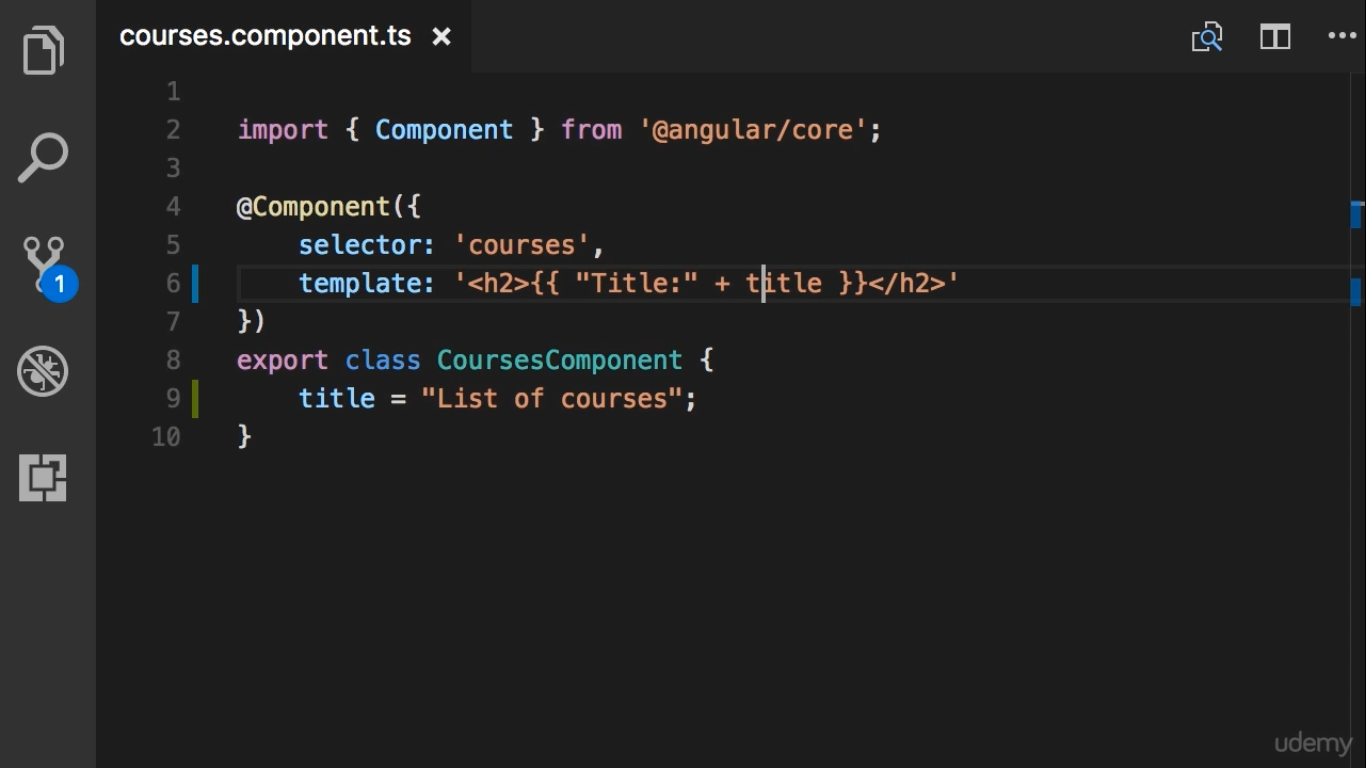 courses.component.ts
1
2 import { Component } from '@angular/core';
3
4 @Component({
5     selector: 'courses',
6     template: '<h2>{{ "Title:" + title }}</h2>'
7 })
8 export class CoursesComponent {
9     title = "List of courses";
10 }
1
udemy